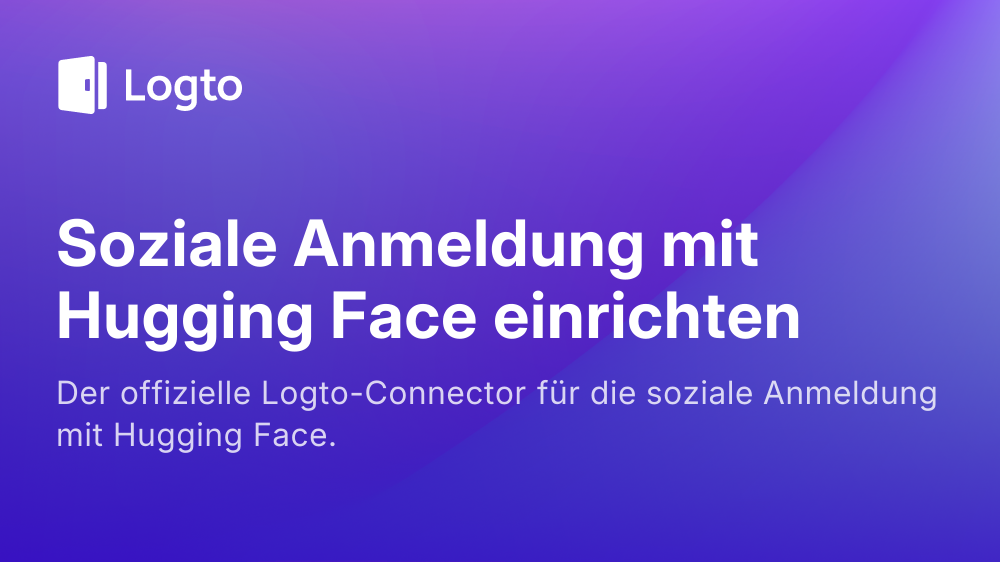 Logto
Soziale Anmeldung mit
Hugging Face einrichten
Der offizielle Logto-Connector für die soziale Anmeldung
mit Hugging Face.